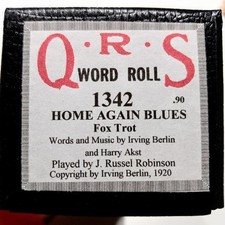 Q·R·S
WORD ROLL
1342 .90
HOME AGAIN BLUES
Fox Trot
Words and Music by Irving Berlin
and Harry Akst
Played by J. Russel Robinson
Copyright by Irving Berlin, 1920